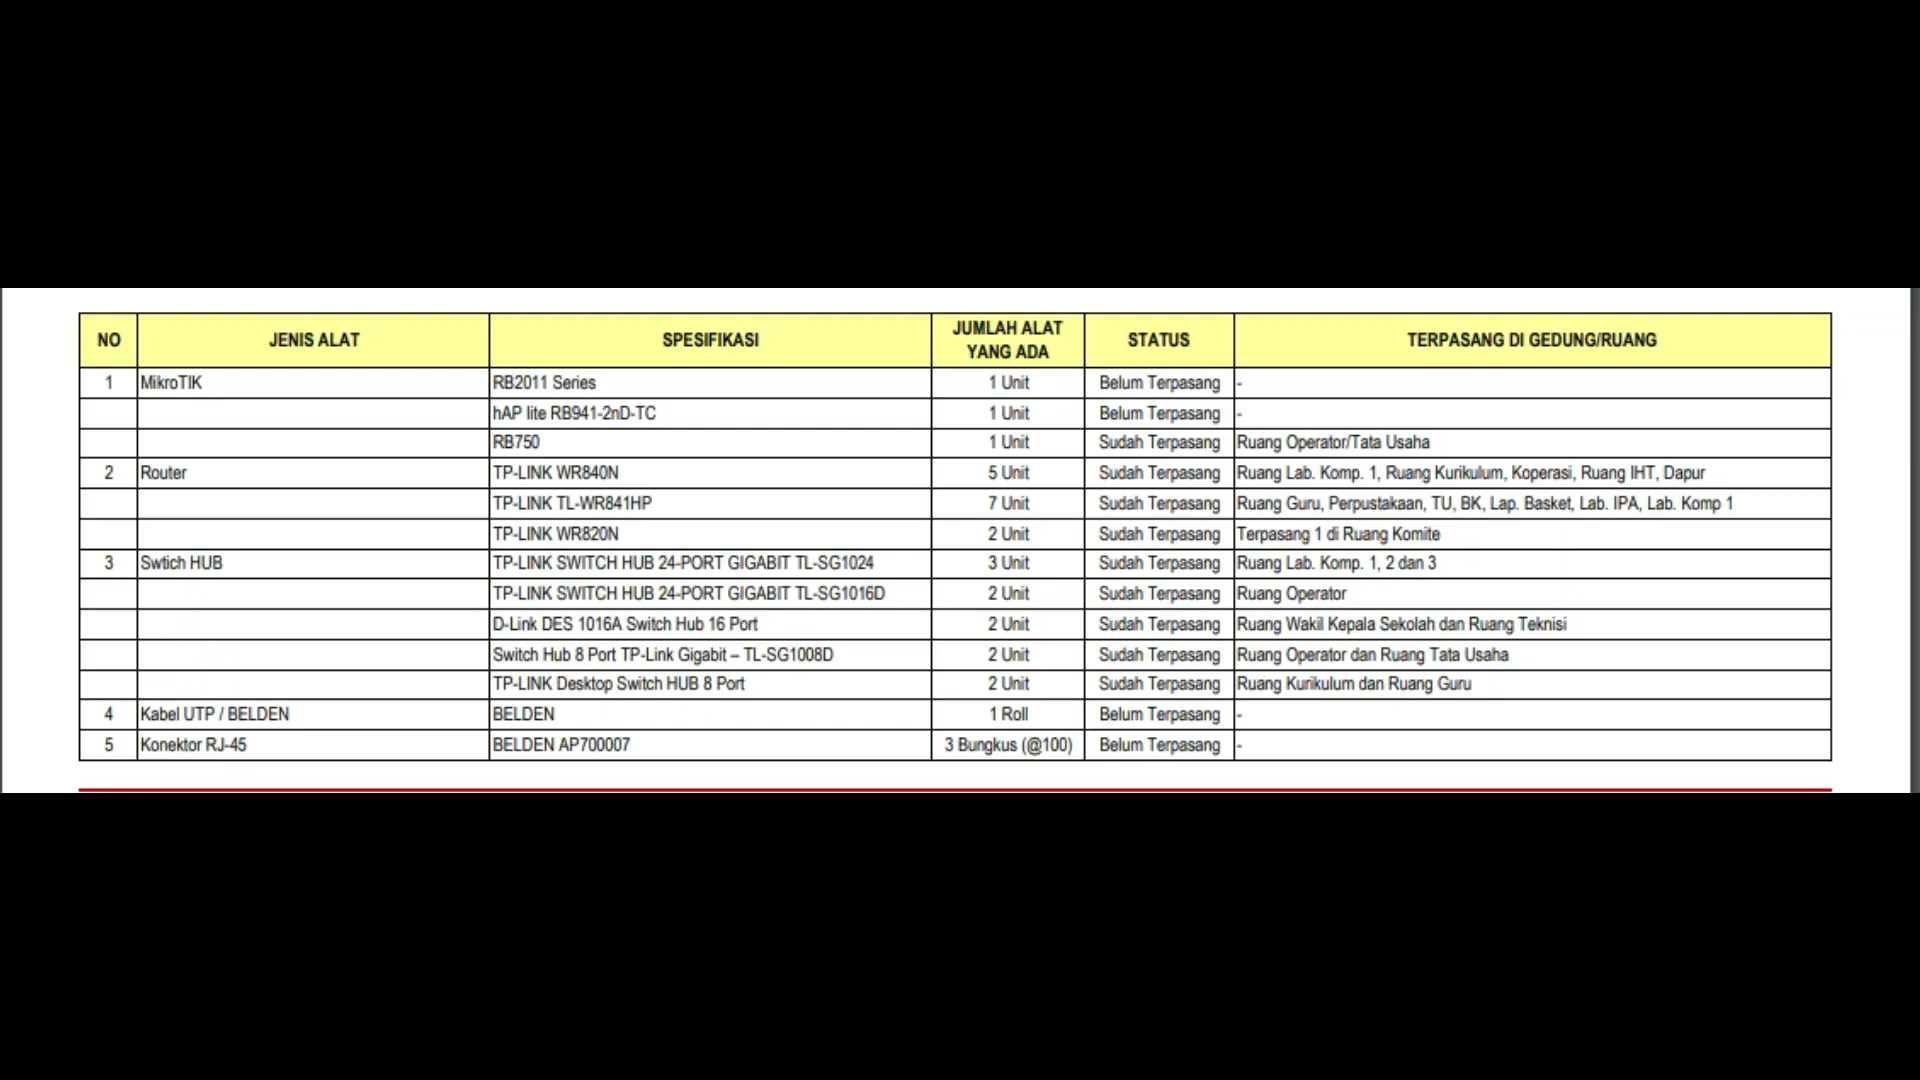 NO JENIS ALAT SPESIFIKASI JUMLAH ALAT YANG ADA STATUS TERPASANG DI GEDUNG/RUANG
1 MikroTIK RB2011 Series 1 Unit Belum Terpasang -
hAP lite RB941-2nD-TC 1 Unit Belum Terpasang -
RB750 1 Unit Sudah Terpasang Ruang Operator/Tata Usaha
2 Router TP-LINK WR840N 5 Unit Sudah Terpasang Ruang Lab. Komp. 1, Ruang Kurikulum, Koperasi, Ruang IHT, Dapur
TP-LINK TL-WR841HP 7 Unit Sudah Terpasang Ruang Guru, Perpustakaan, TU, BK, Lap. Basket, Lab. IPA, Lab. Komp 1
TP-LINK WR820N 2 Unit Sudah Terpasang Terpasang 1 di Ruang Komite
3 Swtich HUB TP-LINK SWITCH HUB 24-PORT GIGABIT TL-SG1024 3 Unit Sudah Terpasang Ruang Lab. Komp. 1, 2 dan 3
TP-LINK SWITCH HUB 24-PORT GIGABIT TL-SG1016D 2 Unit Sudah Terpasang Ruang Operator
D-Link DES 1016A Switch Hub 16 Port 2 Unit Sudah Terpasang Ruang Wakil Kepala Sekolah dan Ruang Teknisi
Switch Hub 8 Port TP-Link Gigabit – TL-SG1008D 2 Unit Sudah Terpasang Ruang Operator dan Ruang Tata Usaha
TP-LINK Desktop Switch HUB 8 Port 2 Unit Sudah Terpasang Ruang Kurikulum dan Ruang Guru
4 Kabel UTP / BELDEN BELDEN 1 Roll Belum Terpasang -
5 Konektor RJ-45 BELDEN AP700007 3 Bungkus (@100) Belum Terpasang -